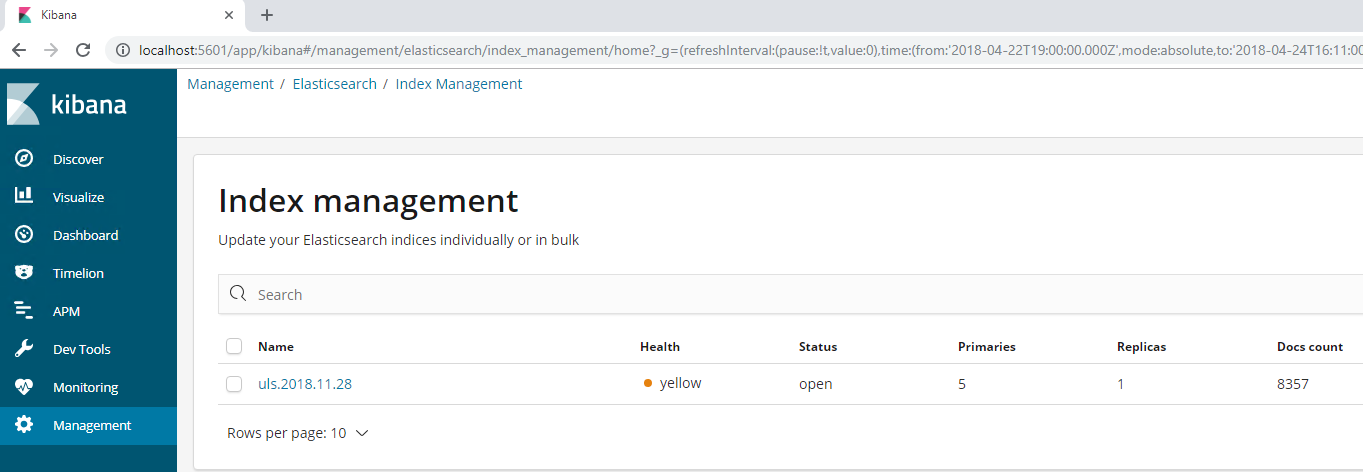 Kibana
localhost:5601/app/kibana#/management/elasticsearch/index_management/home?_g=(refreshInterval:(pause:!t,value:0),time:(from:'2018-04-22T19:00:00.000Z',mode:absolute,to:'2018-04-24T16:11:00
Management / Elasticsearch / Index Management
kibana
Discover
Visualize
Dashboard
Timelion
APM
Dev Tools
Monitoring
Management
Index management
Update your Elasticsearch indices individually or in bulk
Search
Name Health Status Primaries Replicas Docs count
uls.2018.11.28 yellow open 5 1 8357
Rows per page: 10